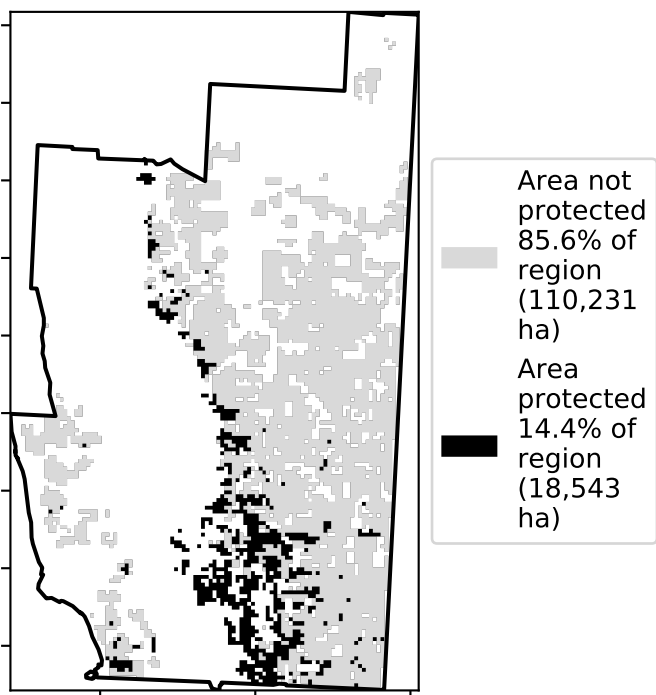 Area not
protected
85.6% of
region
(110,231
ha)
Area
protected
14.4% of
region
(18,543
ha)